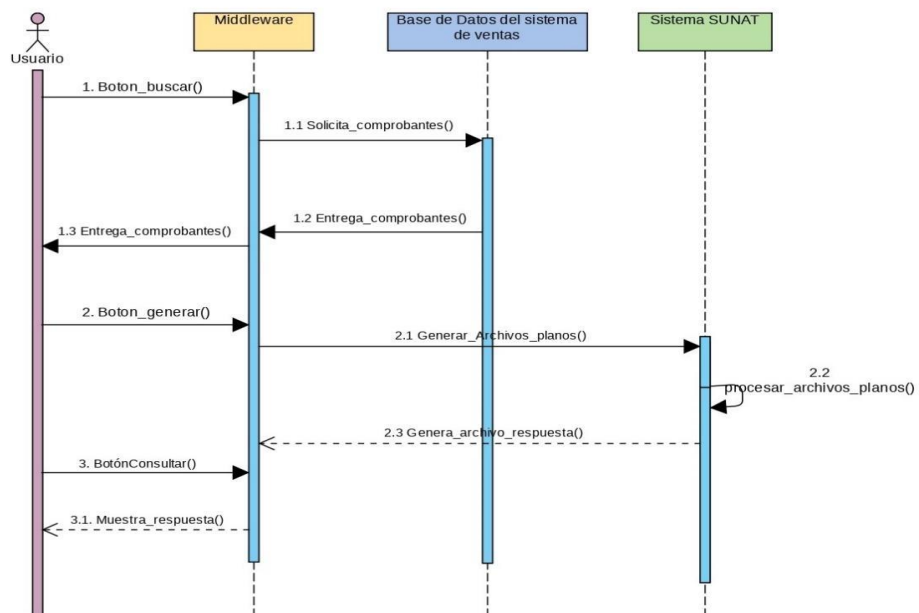 Usuario
Middleware
Base de Datos del sistema
de ventas
Sistema SUNAT
1. Boton_buscar()
1.1 Solicita_comprobantes()
1.2 Entrega_comprobantes()
1.3 Entrega_comprobantes()
2. Boton_generar()
2.1 Generar_Archivos_planos()
2.2
procesar_archivos_planos()
2.3 Genera_archivo_respuesta()
3. BotónConsultar()
3.1. Muestra_respuesta()